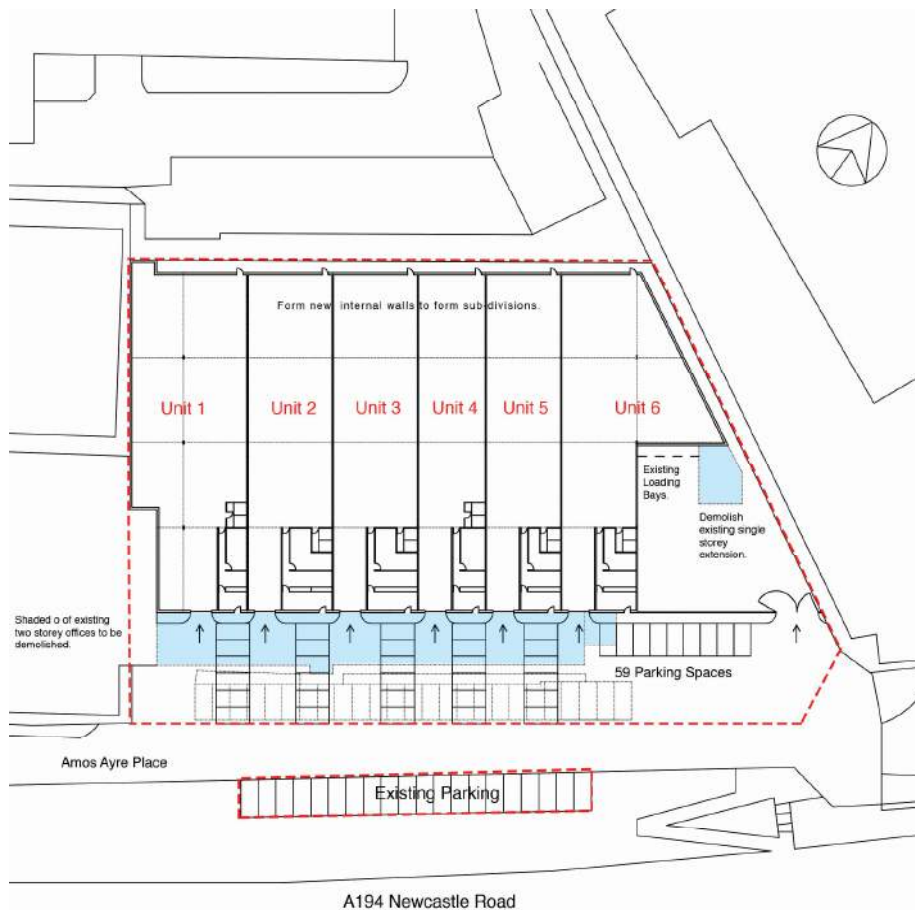 Form new internal walls to form sub-divisions.
Unit 1
Unit 2
Unit 3
Unit 4
Unit 5
Unit 6
Existing
Loading
Bays.
Demolish
existing single
storey
extension.
Shaded o of existing
two storey offices to be
demolished.
59 Parking Spaces
Amos Ayre Place
Existing Parking
A194 Newcastle Road